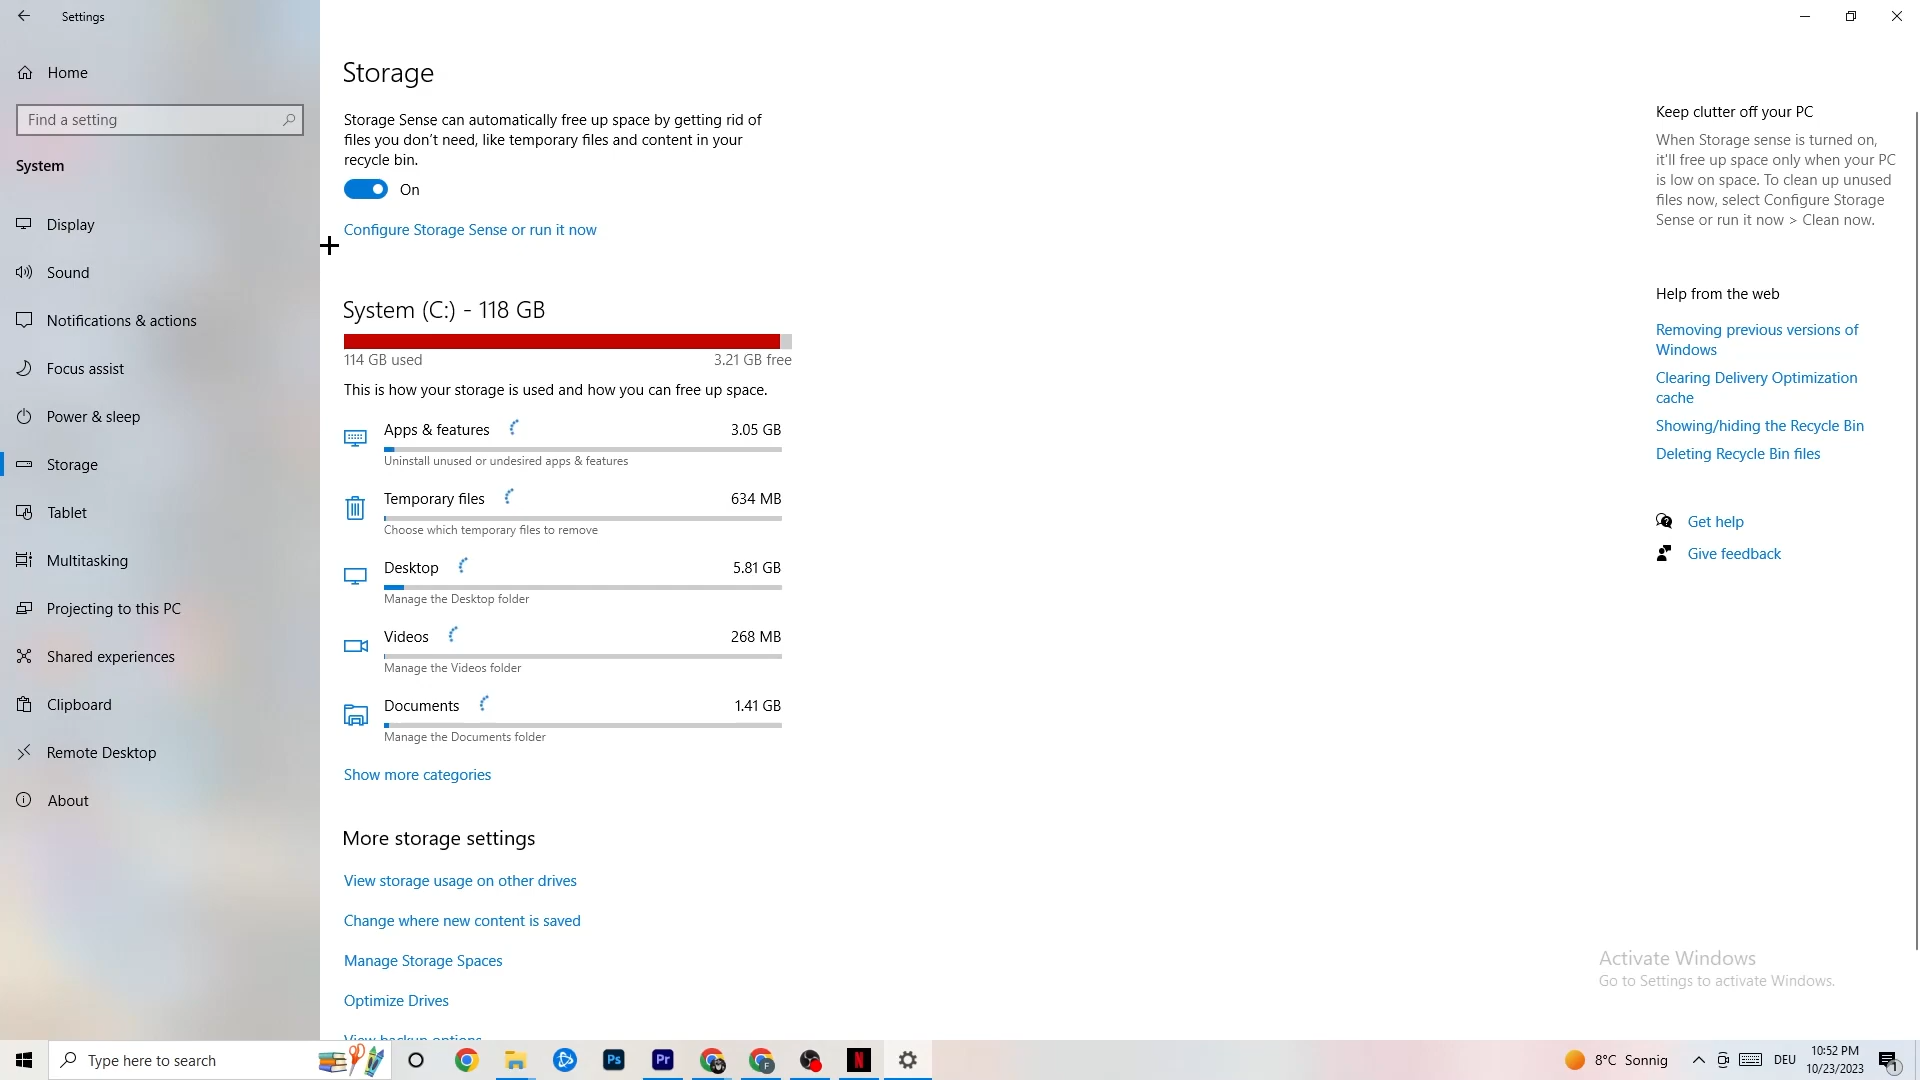 Settings
Home
Find a setting
System
Display
Sound
Notifications & actions
Focus assist
Power & sleep
Storage
Tablet
Multitasking
Projecting to this PC
Shared experiences
Clipboard
Remote Desktop
About
Storage
Storage Sense can automatically free up space by getting rid of
files you don't need, like temporary files and content in your
recycle bin.
On
Configure Storage Sense or run it now
System (C:) - 118 GB
114 GB used 3.21 GB free
This is how your storage is used and how you can free up space.
Apps & features 3.05 GB
Uninstall unused or undesired apps & features
Temporary files 634 MB
Choose which temporary files to remove
Desktop 5.81 GB
Manage the Desktop folder
Videos 268 MB
Manage the Videos folder
Documents 1.41 GB
Manage the Documents folder
Show more categories
More storage settings
View storage usage on other drives
Change where new content is saved
Manage Storage Spaces
Optimize Drives
View backup options
Keep clutter off your PC
When Storage sense is turned on,
it'll free up space only when your PC
is low on space. To clean up unused
files now, select Configure Storage
Sense or run it now > Clean now.
Help from the web
Removing previous versions of
Windows
Clearing Delivery Optimization
cache
Showing/hiding the Recycle Bin
Deleting Recycle Bin files
Get help
Give feedback
Activate Windows
Go to Settings to activate Windows.
Type here to search
Ps
Pr
F
N
8°C Sonnig
DEU
10:52 PM
10/23/2023
1